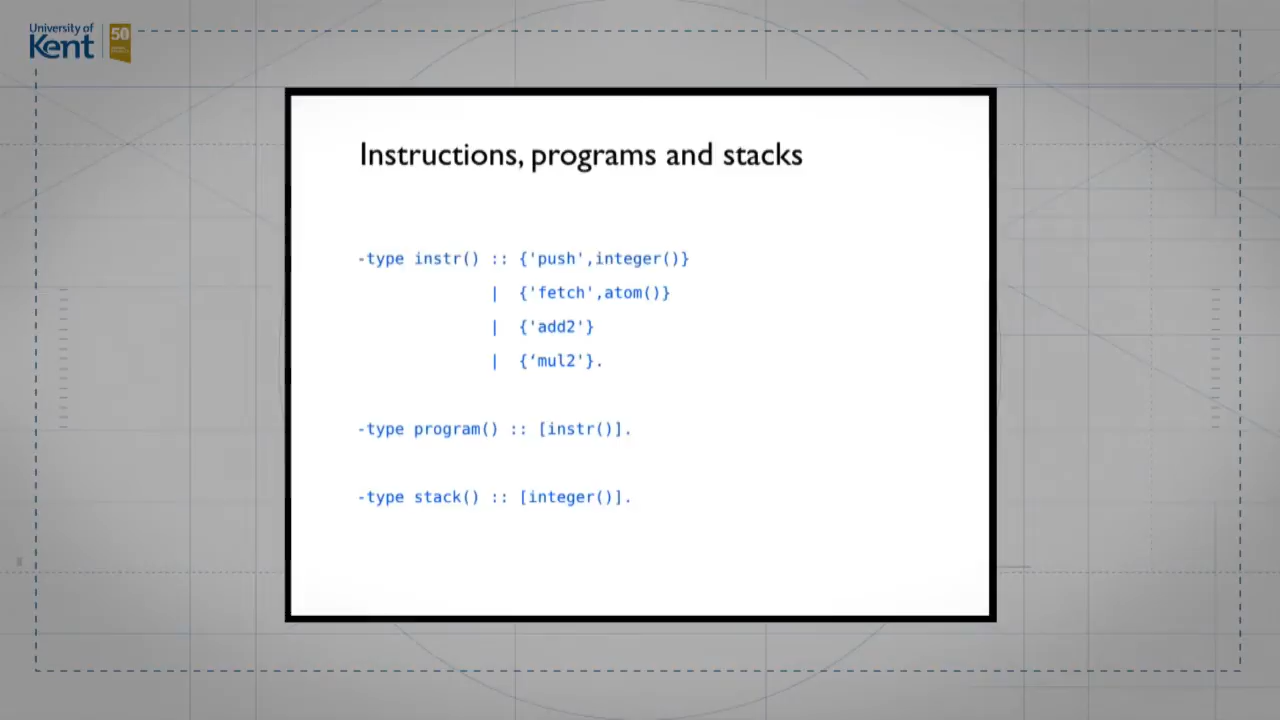 University of
Kent
50
Instructions, programs and stacks
-type instr() :: {'push',integer()}
| {'fetch',atom()}
| {'add2'}
| {‘mul2'}.
-type program() :: [instr()].
-type stack() :: [integer()].